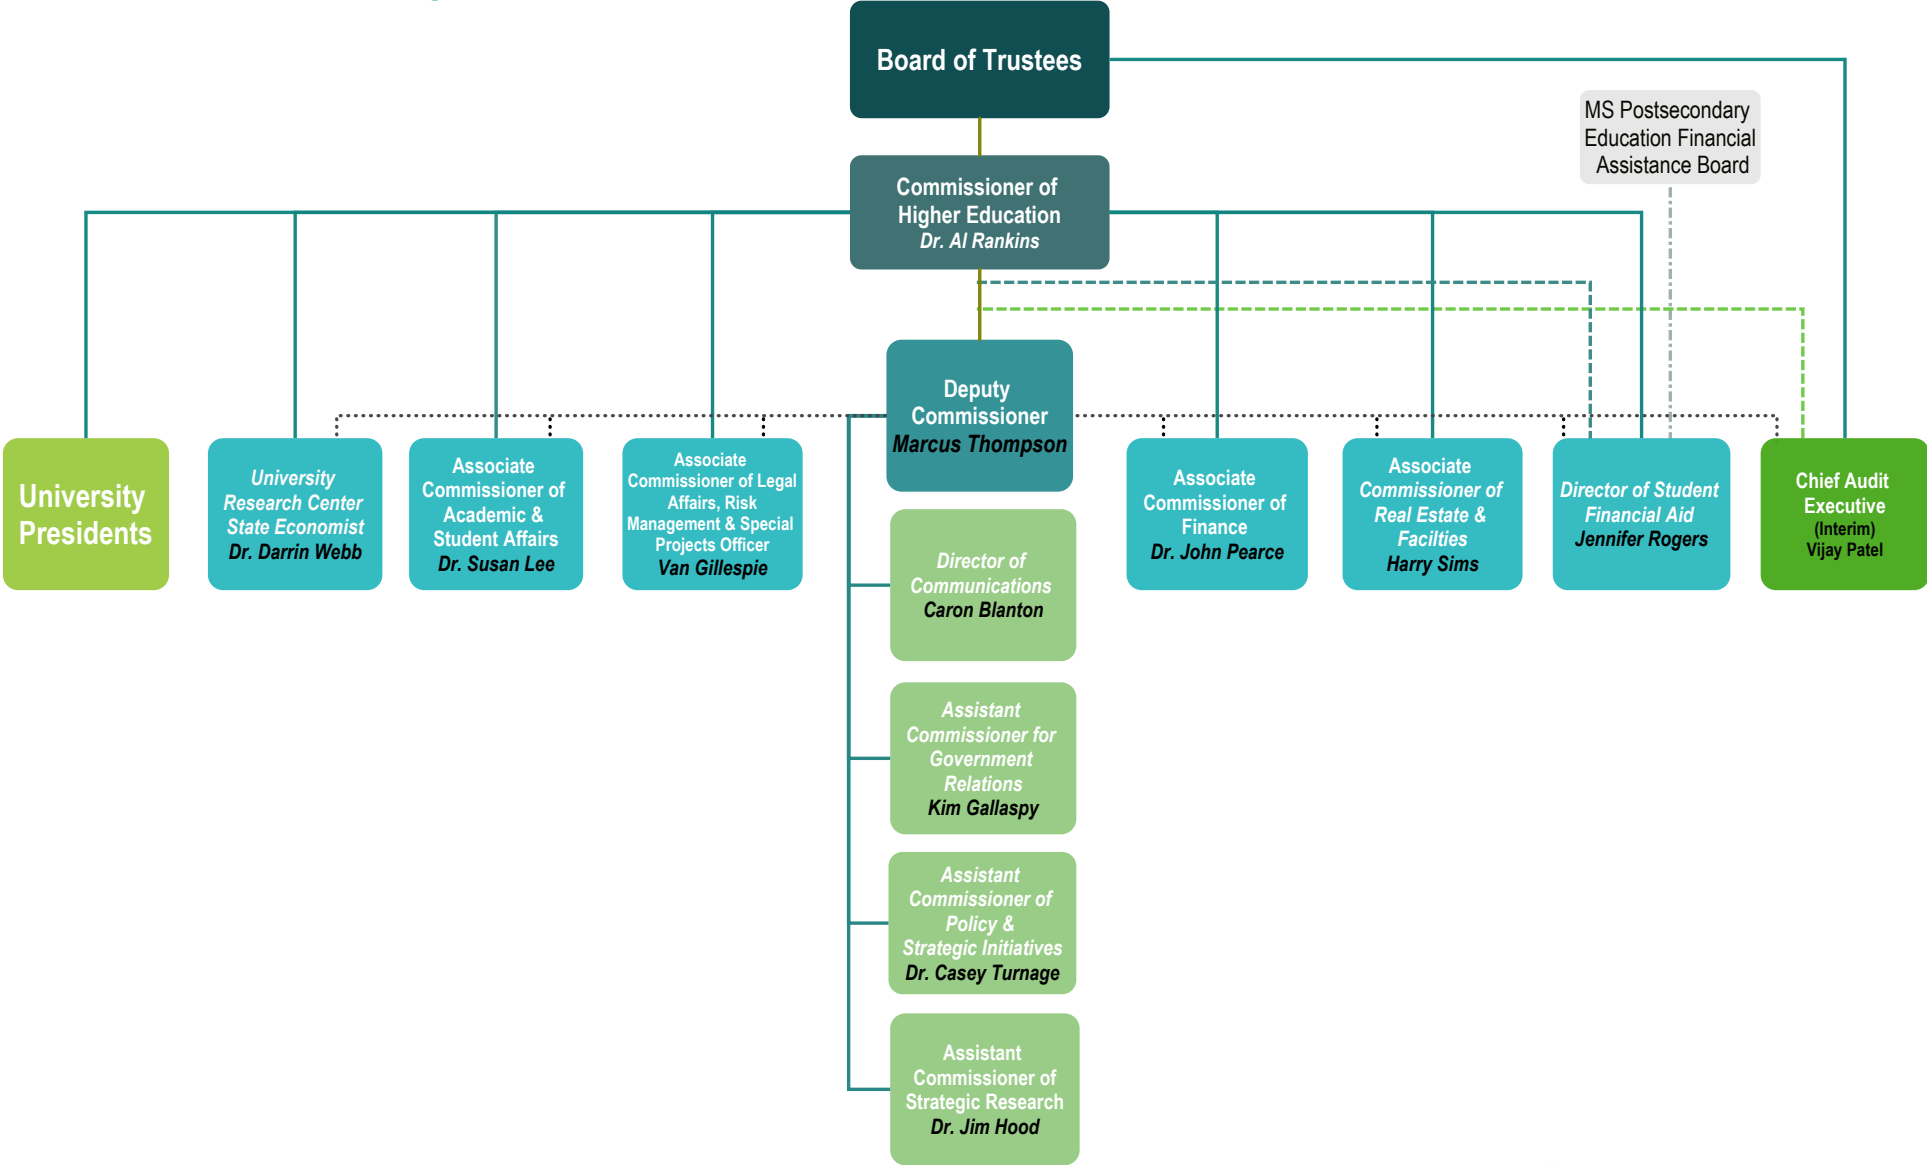 Board of Trustees
MS Postsecondary
Education Financial
Assistance Board
Commissioner of
Higher Education
Dr. Al Rankins
Deputy
Commissioner
Marcus Thompson
University
Presidents
University
Research Center
State Economist
Dr. Darrin Webb
Associate
Commissioner of
Academic &
Student Affairs
Dr. Susan Lee
Associate
Commissioner of Legal
Affairs, Risk
Management & Special
Projects Officer
Van Gillespie
Associate
Commissioner of
Finance
Dr. John Pearce
Associate
Commissioner of
Real Estate &
Facilties
Harry Sims
Director of Student
Financial Aid
Jennifer Rogers
Chief Audit
Executive
(Interim)
Vijay Patel
Director of
Communications
Caron Blanton
Assistant
Commissioner for
Government
Relations
Kim Gallaspy
Assistant
Commissioner of
Policy &
Strategic Initiatives
Dr. Casey Turnage
Assistant
Commissioner of
Strategic Research
Dr. Jim Hood